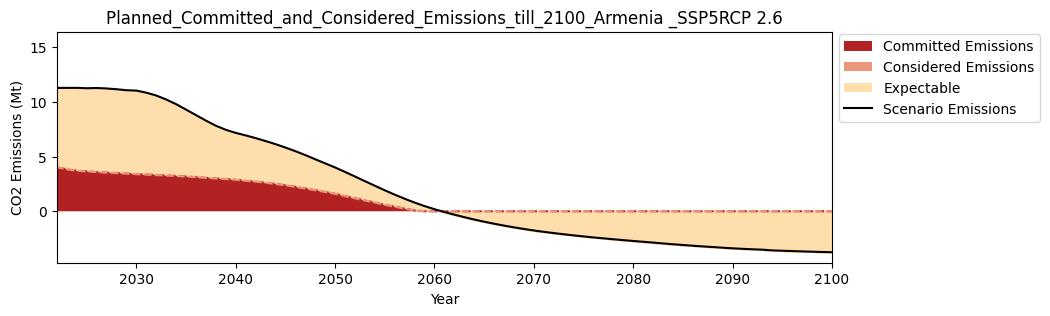 Planned_Committed_and_Considered_Emissions_till_2100_Armenia _SSP5RCP 2.6
Committed Emissions
Considered Emissions
Expectable
Scenario Emissions
CO2 Emissions (Mt)
15
10
5
0
2030 2040 2050 2060 2070 2080 2090 2100
Year